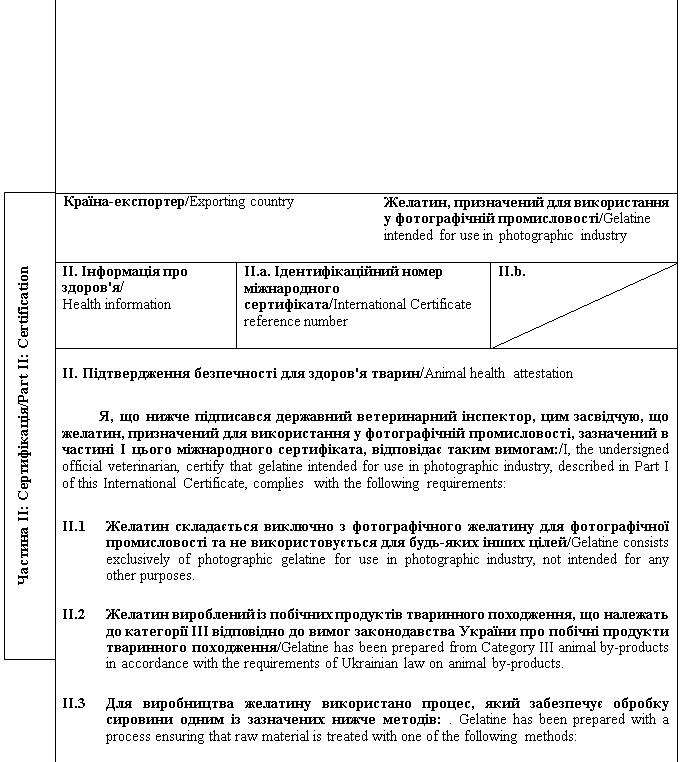 Частина II: Сертифікація/Part II: Certification
Країна-експортер/Exporting country
Желатин, призначений для використання
у фотографічній промисловості/Gelatine
intended for use in photographic industry
II. Інформація про
здоров'я/
Health information
II.a. Ідентифікаційний номер
міжнародного
сертифіката/International Certificate
reference number
II.b.
II. Підтвердження безпечності для здоров'я тварин/Animal health attestation
Я, що нижче підписався державний ветеринарний інспектор, цим засвідчую, що
желатин, призначений для використання у фотографічній промисловості, зазначений в
частині I цього міжнародного сертифіката, відповідає таким вимогам:/I, the undersigned
official veterinarian, certify that gelatine intended for use in photographic industry, described in Part I
of this International Certificate, complies with the following requirements:
II.1 Желатин складається виключно з фотографічного желатину для фотографічної
промисловості та не використовується для будь-яких інших цілей/Gelatine consists
exclusively of photographic gelatine for use in photographic industry, not intended for any
other purposes.
II.2 Желатин вироблений із побічних продуктів тваринного походження, що належать
до категорії III відповідно до вимог законодавства України про побічні продукти
тваринного походження/Gelatine has been prepared from Category III animal by-products
in accordance with the requirements of Ukrainian law on animal by-products.
II.3 Для виробництва желатину використано процес, який забезпечує обробку
сировини одним із зазначених нижче методів: . Gelatine has been prepared with a
process ensuring that raw material is treated with one of the following methods: